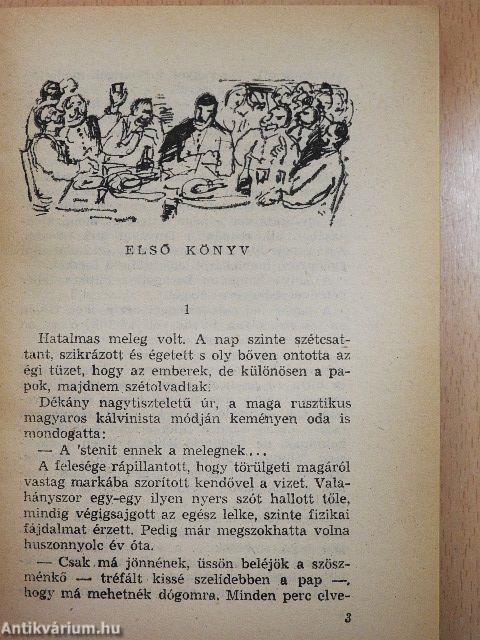 ELSŐ KÖNYV
1
Hatalmas meleg volt. A nap szinte szétcsat-
tant, szikrázott és égetett s oly bőven ontotta az
égi tüzet, hogy az emberek, de különösen a pa-
pok, majdnem szétolvadtak.
Dékány nagytiszteletű úr, a maga rusztikus
magyaros kálvinista módján keményen oda is
mondogatta:
— A 'stenit ennek a melegnek...
A felesége rápillantott, hogy törülgeti magáról
vastag markába szorított kendővel a vizet. Vala-
hányszor egy-egy ilyen nyers szót hallott tőle,
mindig végigsajgott az egész lelke, szinte fizikai
fájdalmat érzett. Pedig már megszokhatta volna
huszonnyolc év óta.
— Csak má jönnének, üssön beléjök a szösz-
ménkő — tréfált kissé szelídebben a pap —,
hogy má mehetnék dógomra. Minden perc elve-
3
Antikvárium.hu